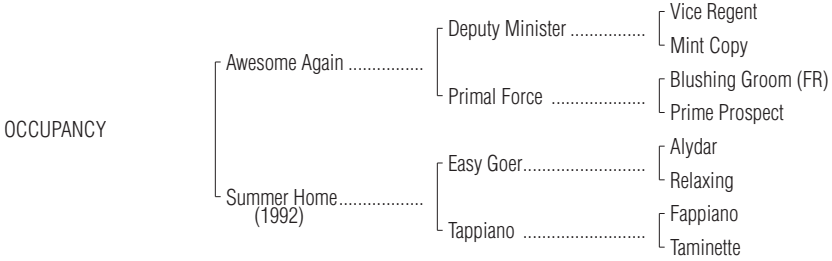 Vice Regent
Deputy Minister ................
Mint Copy
Awesome Again ................
Blushing Groom (FR)
Primal Force ....................
Prime Prospect
OCCUPANCY
Alydar
Easy Goer..........................
Relaxing
Summer Home..................
(1992)
Fappiano
Tappiano ..........................
Taminette